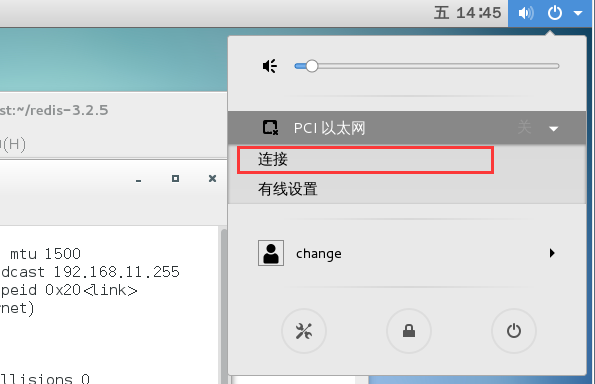 五 14:45
st:~/redis-3.2.5
(H)
PCI 以太网 关
连接
有线设置
mtu 1500
dcast 192.168.11.255
peid 0x20<link>
rnet)
change
llisions 0